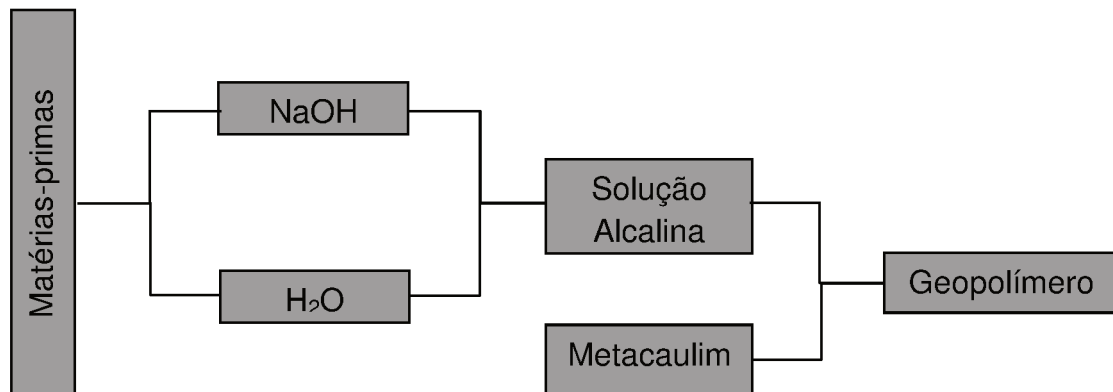 Matérias-primas
NaOH
H₂O
Solução
Alcalina
Metacaulim
Geopolímero